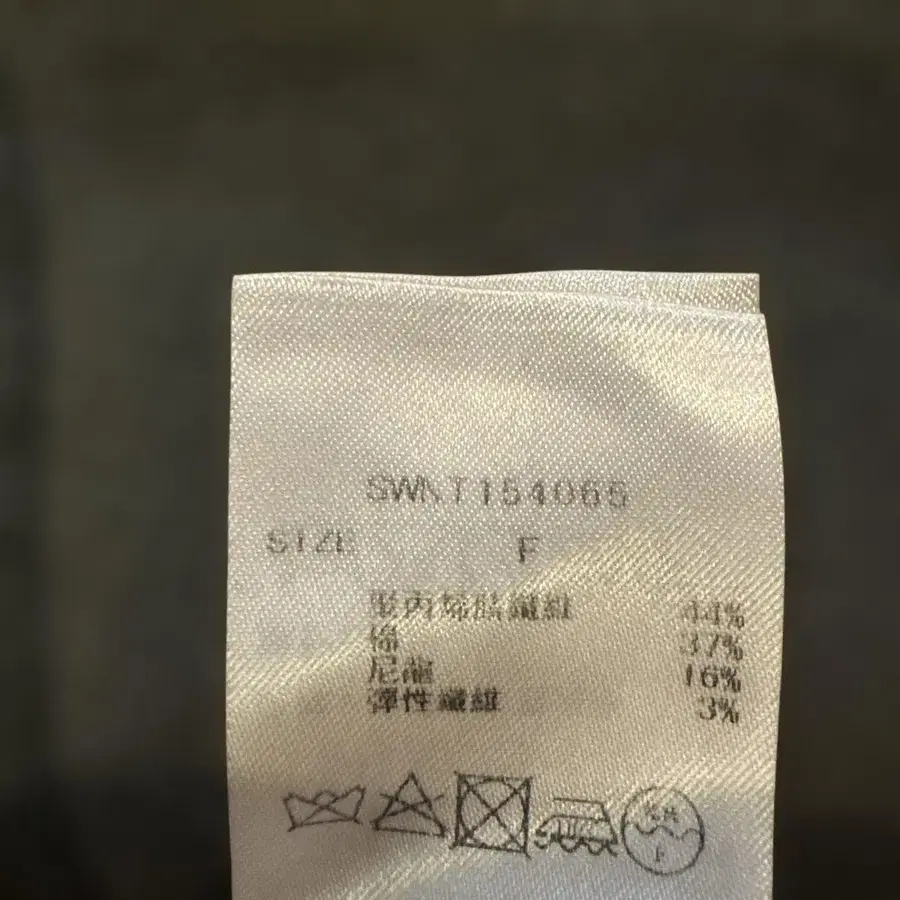 SWNT154065
SIZE F
聚丙烯腈纖維 44%
棉 37%
尼龍 16%
彈性纖維 3%